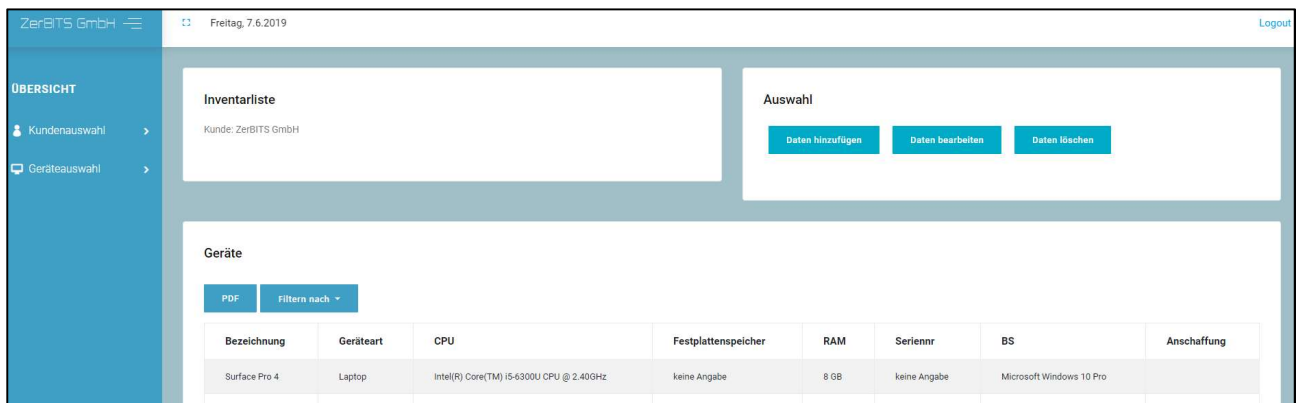 ZerBITS GmbH
Freitag, 7.6.2019
Logout
ÜBERSICHT
Kundenauswahl
Geräteauswahl
Inventarliste
Kunde: ZerBITS GmbH
Auswahl
Daten hinzufügen
Daten bearbeiten
Daten löschen
Geräte
PDF
Filtern nach
Bezeichnung Geräteart CPU Festplattenspeicher RAM Seriennr BS Anschaffung
Surface Pro 4 Laptop Intel(R) Core(TM) i5-6300U CPU @ 2.40GHz keine Angabe 8 GB keine Angabe Microsoft Windows 10 Pro